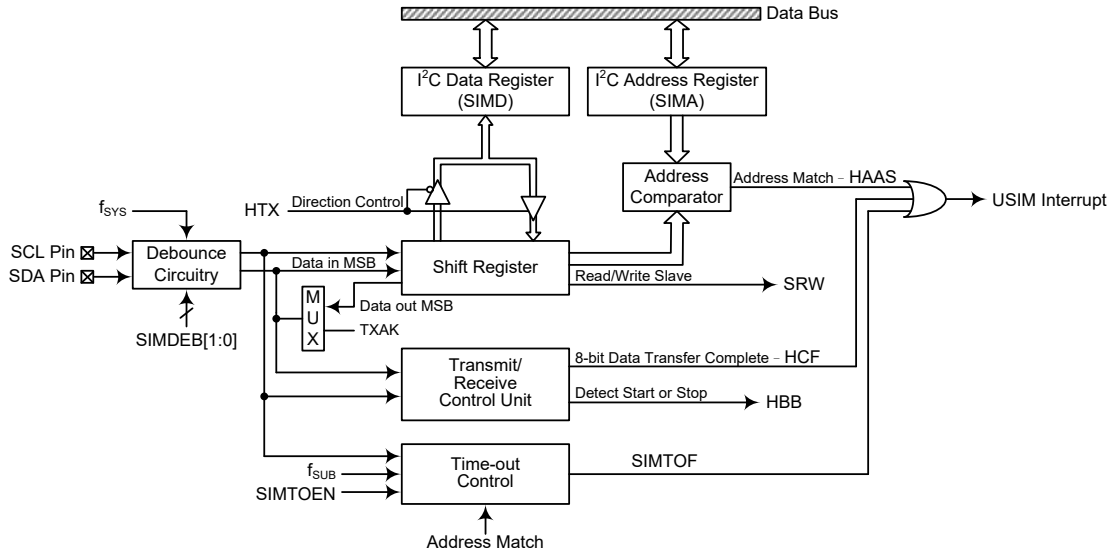 Data Bus
I²C Data Register
(SIMD)
I²C Address Register
(SIMA)
Address
Comparator
Address Match – HAAS
USIM Interrupt
HTX
Direction Control
fSYS
SCL Pin
SDA Pin
Debounce
Circuitry
SIMDEB[1:0]
Data in MSB
Shift Register
Read/Write Slave
SRW
M
U
X
Data out MSB
TXAK
Transmit/
Receive
Control Unit
8-bit Data Transfer Complete – HCF
Detect Start or Stop
HBB
Time-out
Control
SIMTOF
fSUB
SIMTOEN
Address Match